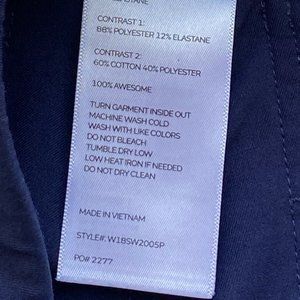 ELASTANE
CONTRAST 1:
88% POLYESTER 12% ELASTANE
CONTRAST 2:
60% COTTON 40% POLYESTER
100% AWESOME
TURN GARMENT INSIDE OUT
MACHINE WASH COLD
WASH WITH LIKE COLORS
DO NOT BLEACH
TUMBLE DRY LOW
LOW HEAT IRON IF NEEDED
DO NOT DRY CLEAN
MADE IN VIETNAM
STYLE#: W18SW2005P
PO# 2277